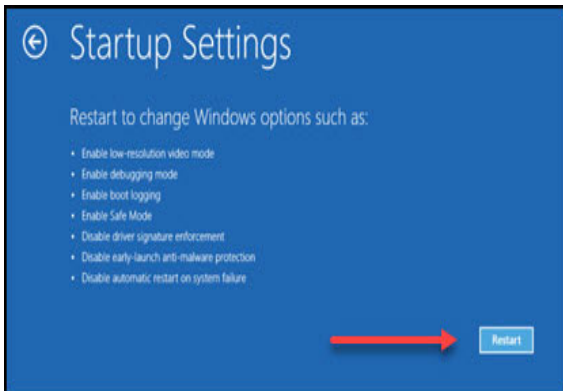 Startup Settings
Restart to change Windows options such as:
• Enable low-resolution video mode
• Enable debugging mode
• Enable boot logging
• Enable Safe Mode
• Disable driver signature enforcement
• Disable early-launch anti-malware protection
• Disable automatic restart on system failure
Restart